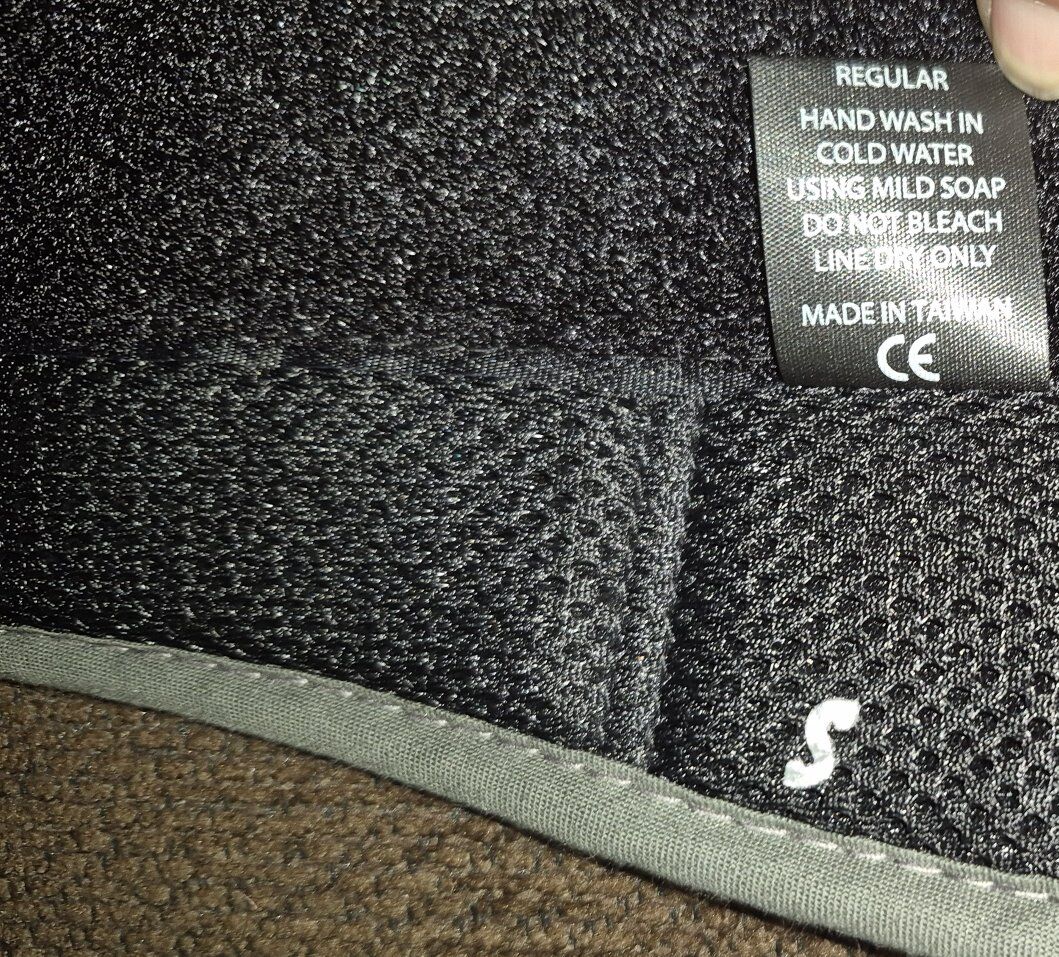 REGULAR
HAND WASH IN
COLD WATER
USING MILD SOAP
DO NOT BLEACH
LINE DRY ONLY
MADE IN TAIWAN
CE
S